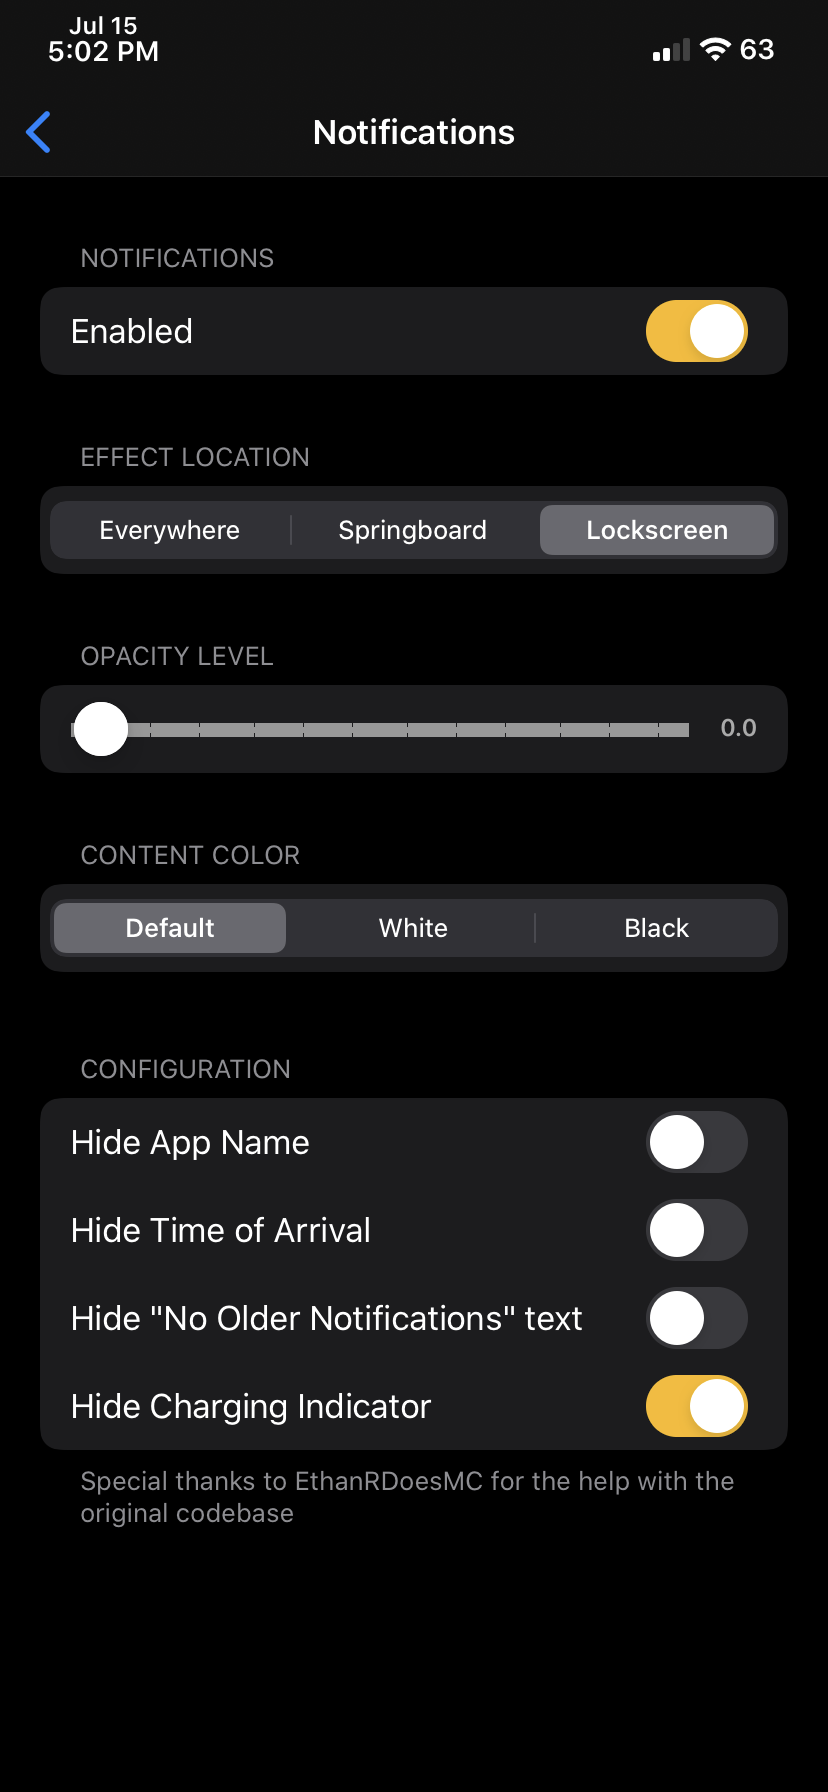 Jul 15
5:02 PM
63
Notifications
NOTIFICATIONS
Enabled
EFFECT LOCATION
Everywhere Springboard Lockscreen
OPACITY LEVEL
0.0
CONTENT COLOR
Default White Black
CONFIGURATION
Hide App Name
Hide Time of Arrival
Hide "No Older Notifications" text
Hide Charging Indicator
Special thanks to EthanRDoesMC for the help with the
original codebase